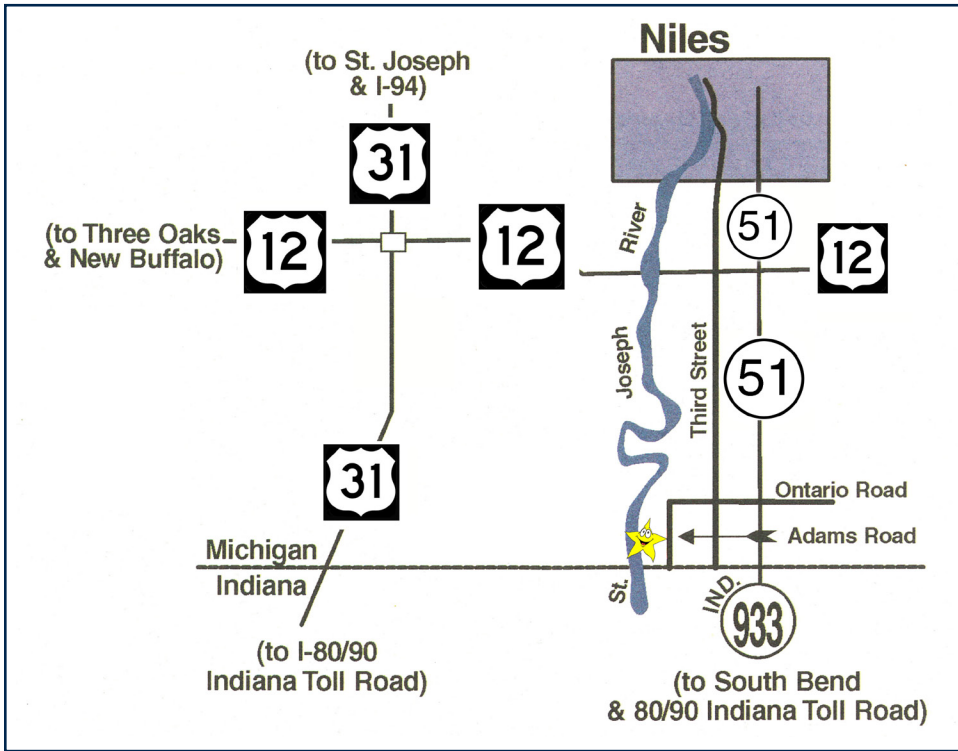 Niles
(to St. Joseph
& I-94)
31
(to Three Oaks
& New Buffalo)
12
12
51
12
River
Joseph
St.
Third Street
51
31
Ontario Road
Adams Road
Michigan
Indiana
IND.
933
(to I-80/90
Indiana Toll Road)
(to South Bend
& 80/90 Indiana Toll Road)